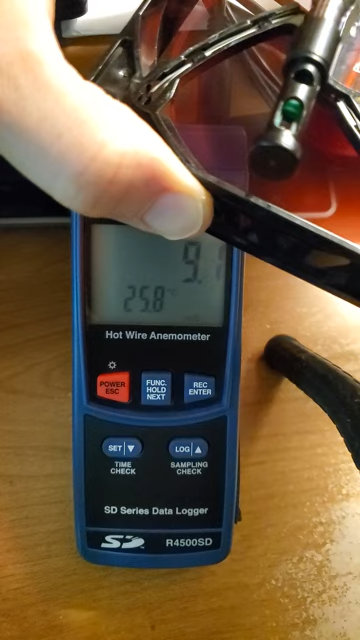 9.1
25.8 °C
Hot Wire Anemometer
POWER
ESC
FUNC.
HOLD
NEXT
REC
ENTER
SET ▼
LOG ▲
TIME
CHECK
SAMPLING
CHECK
SD Series Data Logger
SD
R4500SD